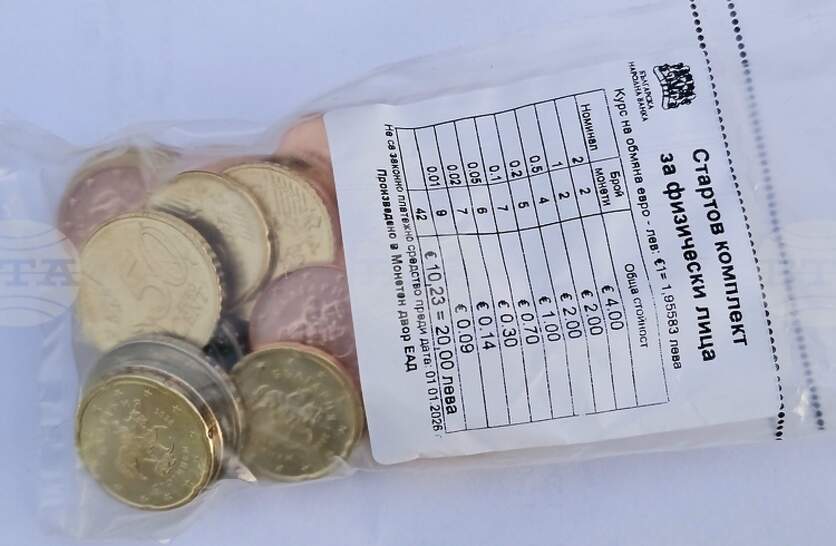 БЪЛГАРСКА
НАРОДНА БАНКА
Стартов комплект
за физически лица
Курс на обмяна евро - лев: €1= 1,95583 лева
Номинал Брой монети Обща стойност
2 2 € 4.00
1 2 € 2.00
0.5 4 € 2.00
0.2 5 € 1.00
0.1 7 € 0.70
0.05 6 € 0.30
0.02 7 € 0.14
0.01 9 € 0.09
42 € 10,23 = 20,00 лева
Не са законно платежно средство преди дата: 01.01.2026 г.
Произведено в Монетен двор ЕАД